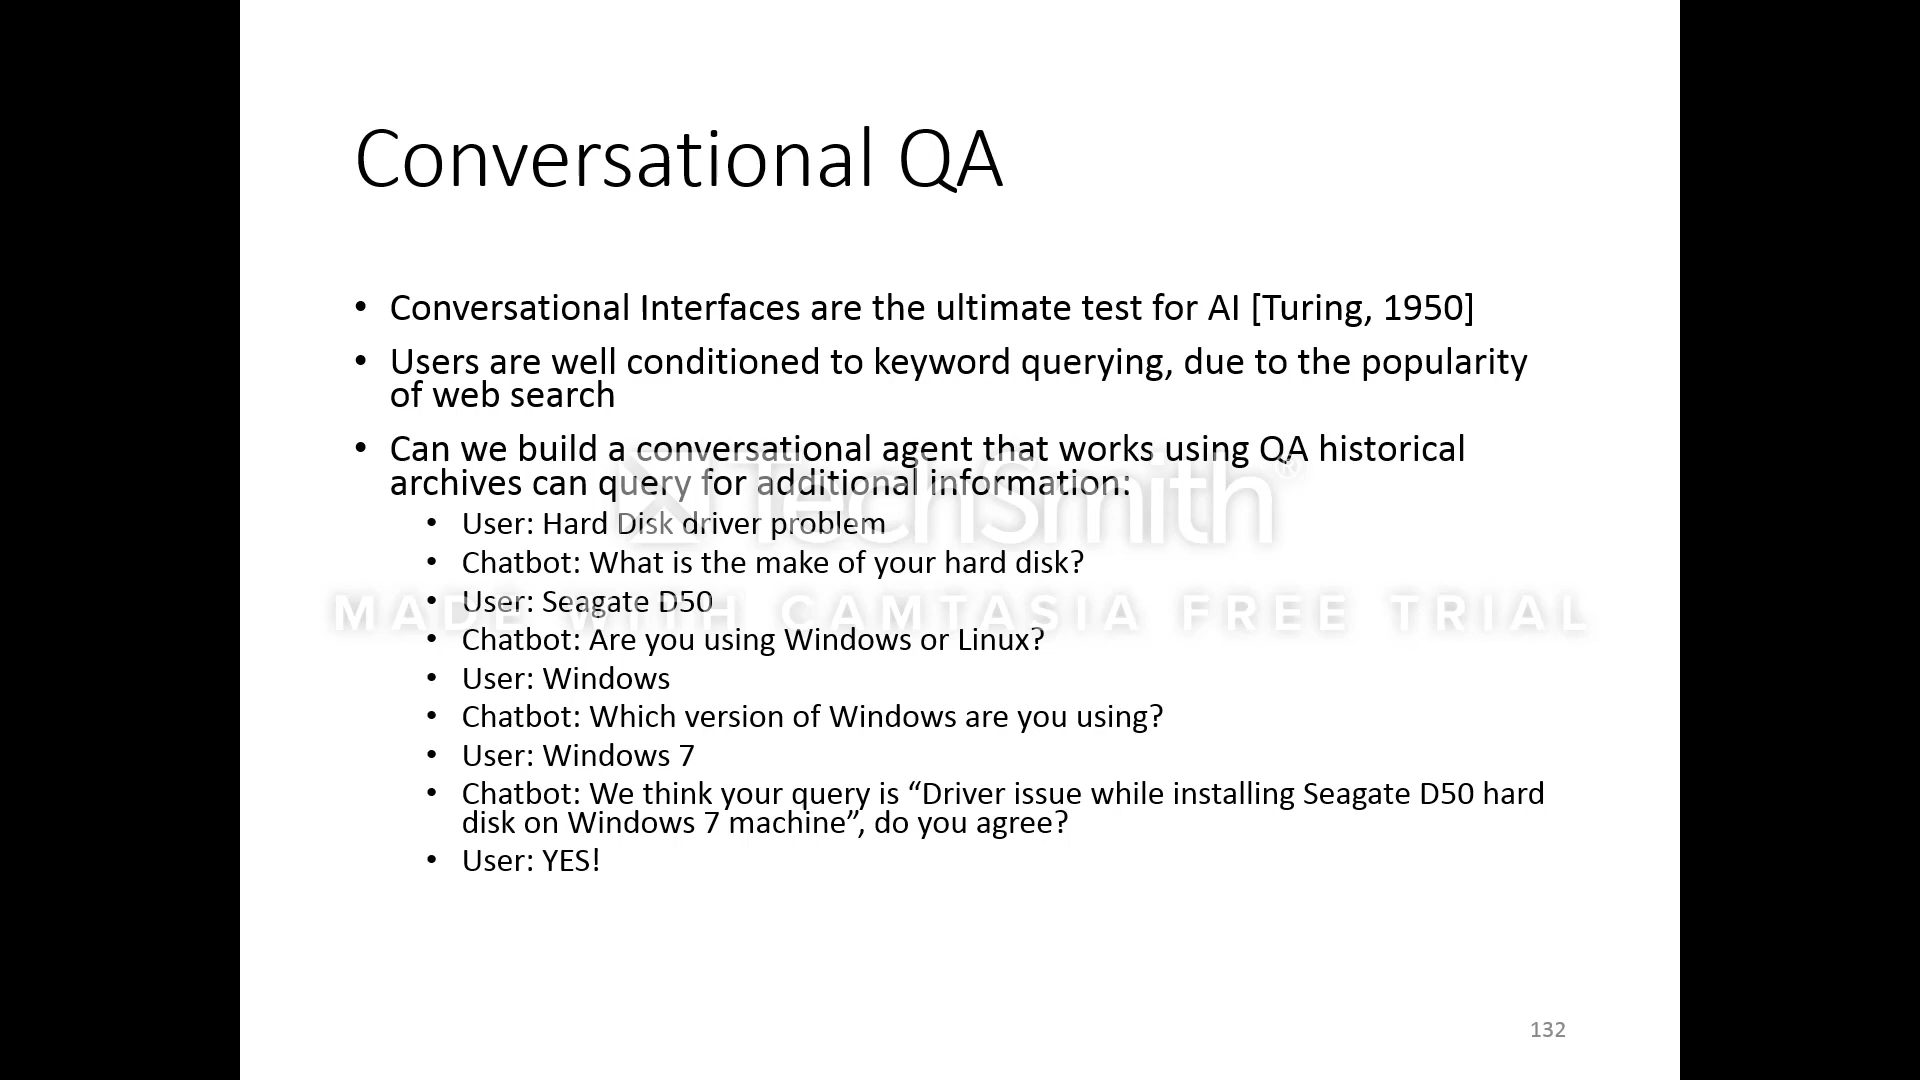 Conversational QA
• Conversational Interfaces are the ultimate test for AI [Turing, 1950]
• Users are well conditioned to keyword querying, due to the popularity
of web search
• Can we build a conversational agent that works using QA historical
archives can query for additional information:
• User: Hard Disk driver problem
• Chatbot: What is the make of your hard disk?
• User: Seagate D50
• Chatbot: Are you using Windows or Linux?
• User: Windows
• Chatbot: Which version of Windows are you using?
• User: Windows 7
• Chatbot: We think your query is “Driver issue while installing Seagate D50 hard
disk on Windows 7 machine”, do you agree?
• User: YES!
TechSmith®
MADE WITH CAMTASIA FREE TRIAL
132